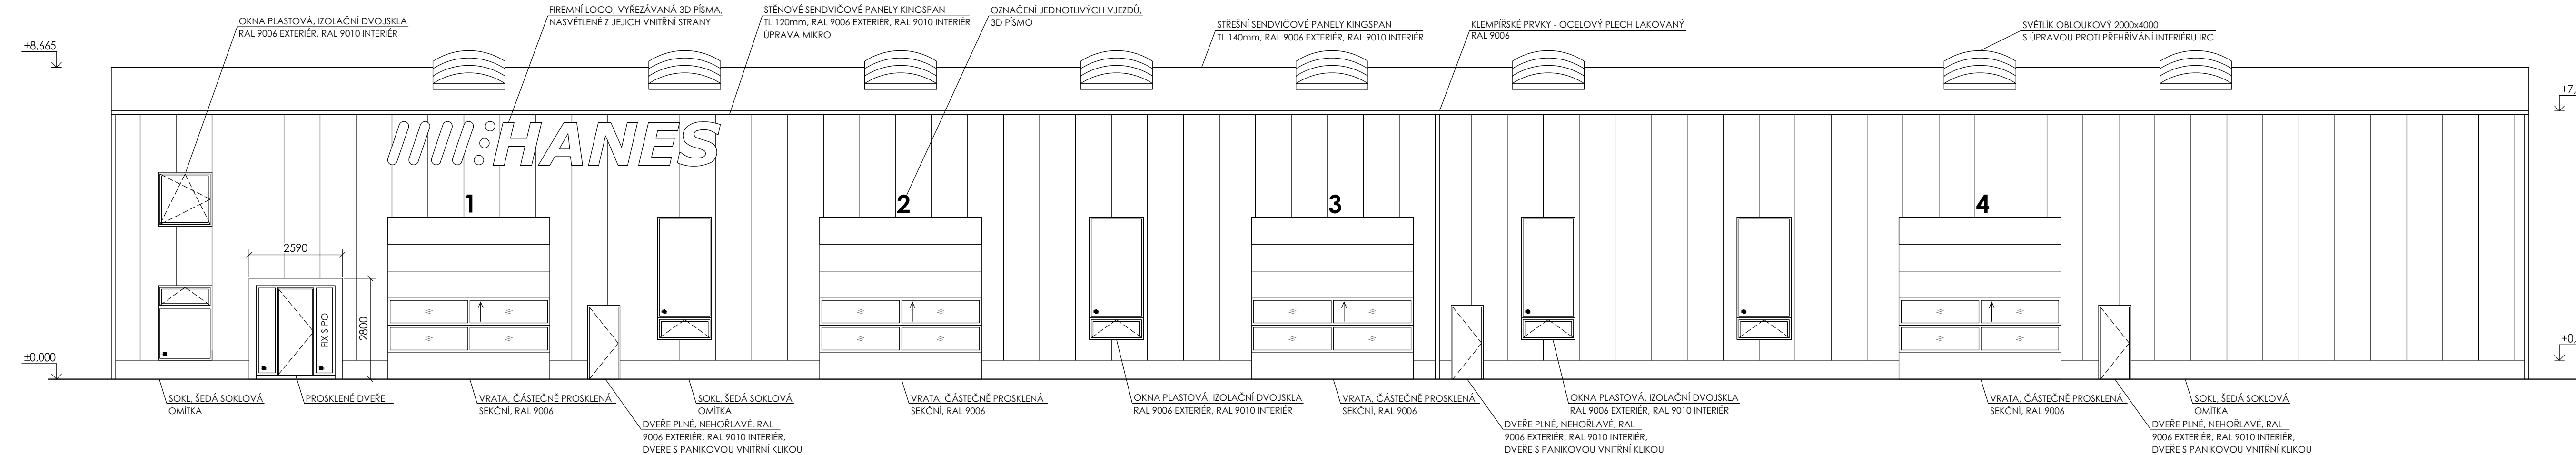 OKNA PLASTOVÁ, IZOLAČNÍ DVOJSKLA
RAL 9006 EXTERIÉR, RAL 9010 INTERIÉR
FIREMNÍ LOGO, VYŘEZÁVANÁ 3D PÍSMA,
NASVĚTLENÉ Z JEJICH VNITŘNÍ STRANY
STĚNOVÉ SENDVIČOVÉ PANELY KINGSPAN
TL 120mm, RAL 9006 EXTERIÉR, RAL 9010 INTERIÉR
ÚPRAVA MIKRO
OZNAČENÍ JEDNOTLIVÝCH VJEZDŮ,
3D PÍSMO
STŘEŠNÍ SENDVIČOVÉ PANELY KINGSPAN
TL 140mm, RAL 9006 EXTERIÉR, RAL 9010 INTERIÉR
KLEMPÍŘSKÉ PRVKY - OCELOVÝ PLECH LAKOVANÝ
RAL 9006
SVĚTLÍK OBLOUKOVÝ 2000x4000
S ÚPRAVOU PROTI PŘEHŘÍVÁNÍ INTERIÉRU IRC
+8,665
+7,
HANES
1
2
3
4
2590
2800
FIX S PO
±0,000
+0,
SOKL, ŠEDÁ SOKLOVÁ
OMÍTKA
PROSKLENÉ DVEŘE
VRATA, ČÁSTEČNĚ PROSKLENÁ
SEKČNÍ, RAL 9006
DVEŘE PLNÉ, NEHOŘLAVÉ, RAL
9006 EXTERIÉR, RAL 9010 INTERIÉR,
DVEŘE S PANIKOVOU VNITŘNÍ KLIKOU
SOKL, ŠEDÁ SOKLOVÁ
OMÍTKA
VRATA, ČÁSTEČNĚ PROSKLENÁ
SEKČNÍ, RAL 9006
OKNA PLASTOVÁ, IZOLAČNÍ DVOJSKLA
RAL 9006 EXTERIÉR, RAL 9010 INTERIÉR
VRATA, ČÁSTEČNĚ PROSKLENÁ
SEKČNÍ, RAL 9006
DVEŘE PLNÉ, NEHOŘLAVÉ, RAL
9006 EXTERIÉR, RAL 9010 INTERIÉR,
DVEŘE S PANIKOVOU VNITŘNÍ KLIKOU
OKNA PLASTOVÁ, IZOLAČNÍ DVOJSKLA
RAL 9006 EXTERIÉR, RAL 9010 INTERIÉR
VRATA, ČÁSTEČNĚ PROSKLENÁ
SEKČNÍ, RAL 9006
DVEŘE PLNÉ, NEHOŘLAVÉ, RAL
9006 EXTERIÉR, RAL 9010 INTERIÉR,
DVEŘE S PANIKOVOU VNITŘNÍ KLIKOU
SOKL, ŠEDÁ SOKLOVÁ
OMÍTKA